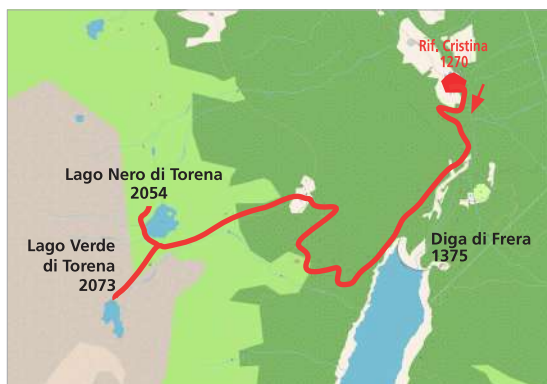 Rif. Cristina
1270
Lago Nero di Torena
2054
Lago Verde
di Torena
2073
Diga di Frera
1375